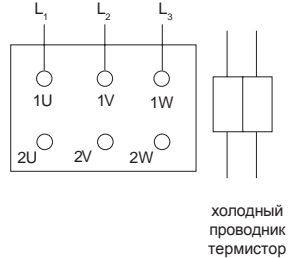 L₁ L₂ L₃
1U 1V 1W
2U 2V 2W
холодный
проводник
термистор